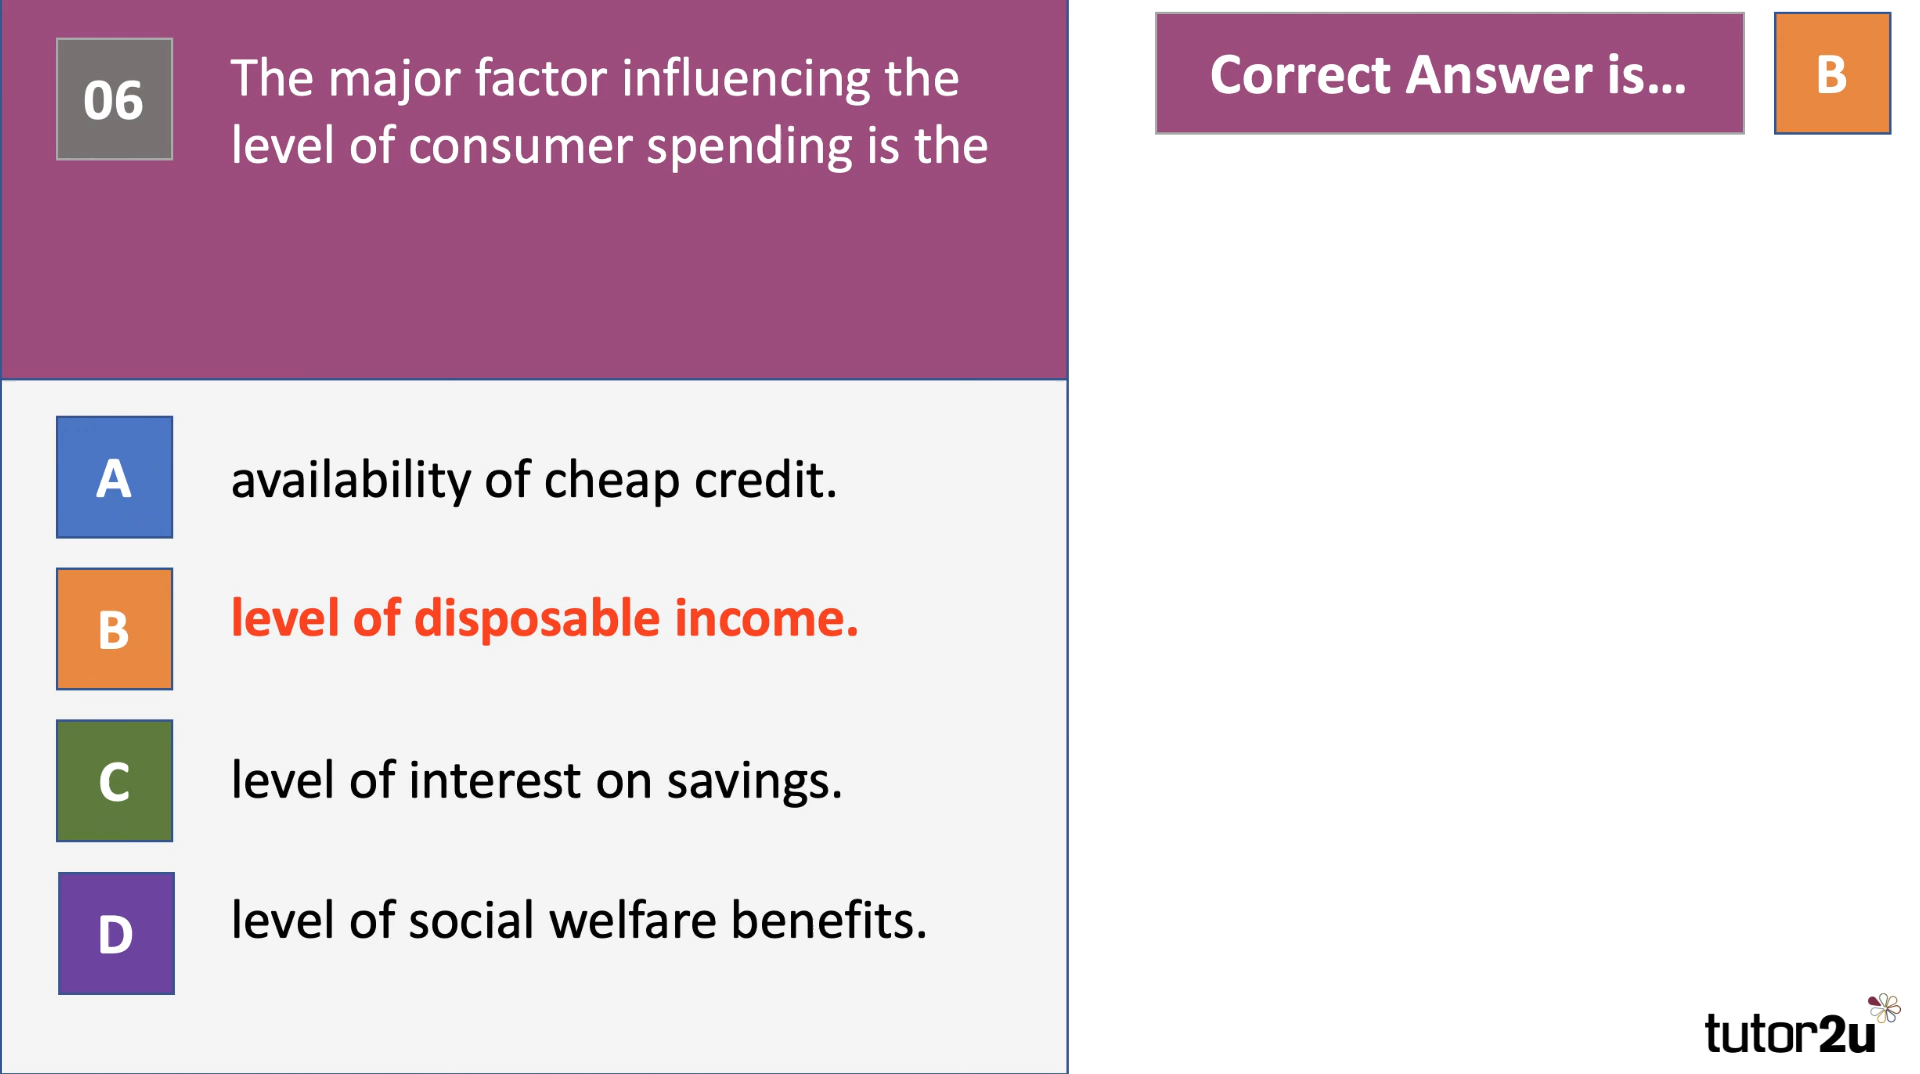 06
The major factor influencing the
level of consumer spending is the
A
availability of cheap credit.
B
level of disposable income.
C
level of interest on savings.
D
level of social welfare benefits.
Correct Answer is...
B
tutor2u